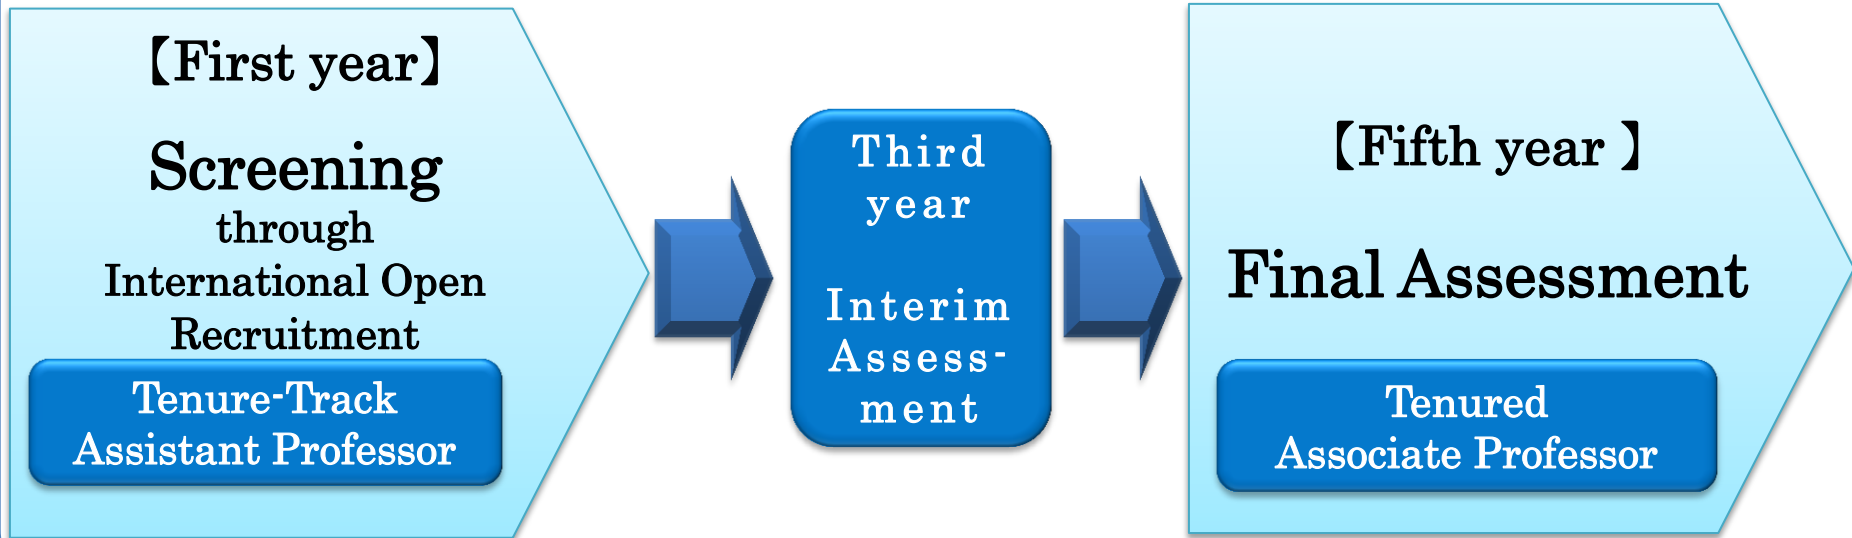 【First year】
Screening
through
International Open
Recruitment
Tenure-Track
Assistant Professor
Third
year
Interim
Assess-
ment
【Fifth year 】
Final Assessment
Tenured
Associate Professor